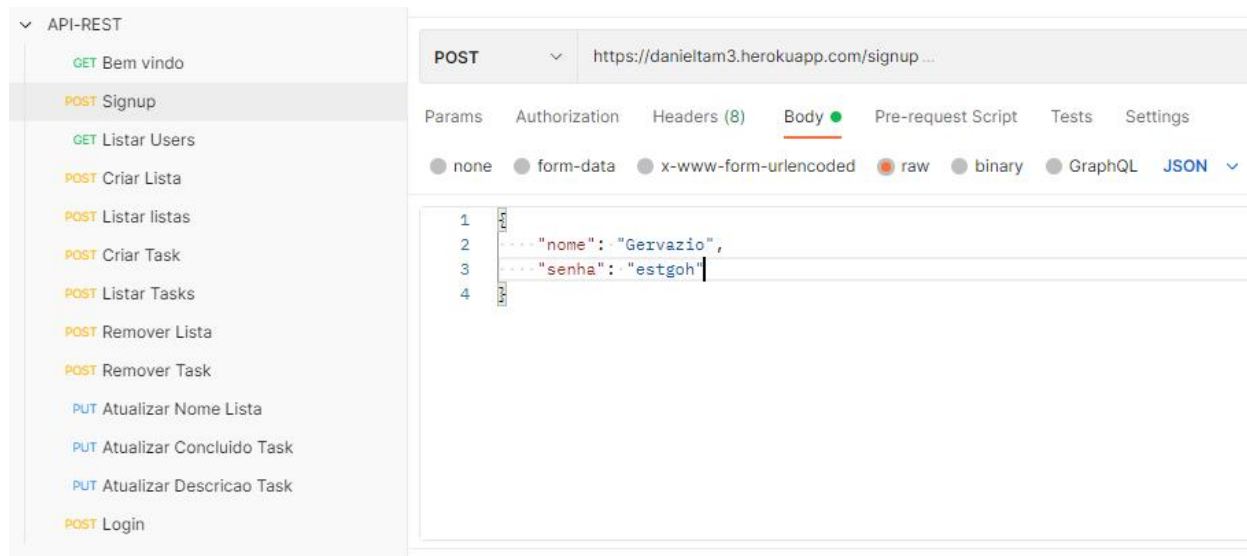 API-REST
GET Bem vindo
POST Signup
GET Listar Users
POST Criar Lista
POST Listar listas
POST Criar Task
POST Listar Tasks
POST Remover Lista
POST Remover Task
PUT Atualizar Nome Lista
PUT Atualizar Concluido Task
PUT Atualizar Descricao Task
POST Login
POST https://danieltam3.herokuapp.com/signup ...
Params Authorization Headers (8) Body Pre-request Script Tests Settings
none form-data x-www-form-urlencoded raw binary GraphQL JSON
1 {
2 "nome": "Gervazio",
3 "senha": "estgoh"
4 }